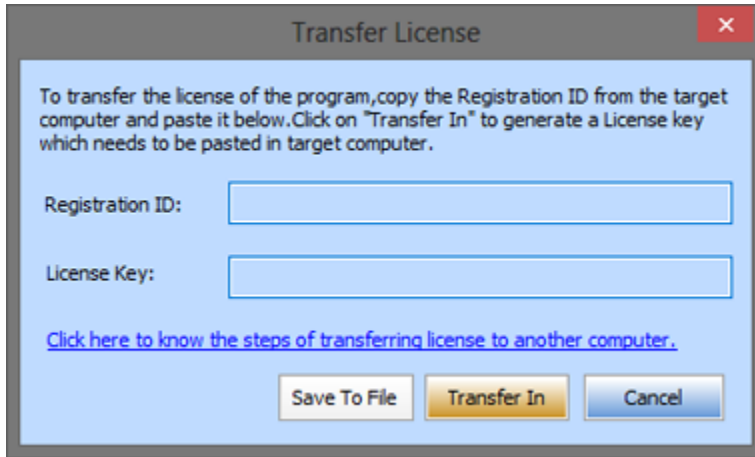 Transfer License
To transfer the license of the program,copy the Registration ID from the target
computer and paste it below.Click on "Transfer In" to generate a License key
which needs to be pasted in target computer.
Registration ID:
License Key:
Click here to know the steps of transferring license to another computer.
Save To File Transfer In Cancel